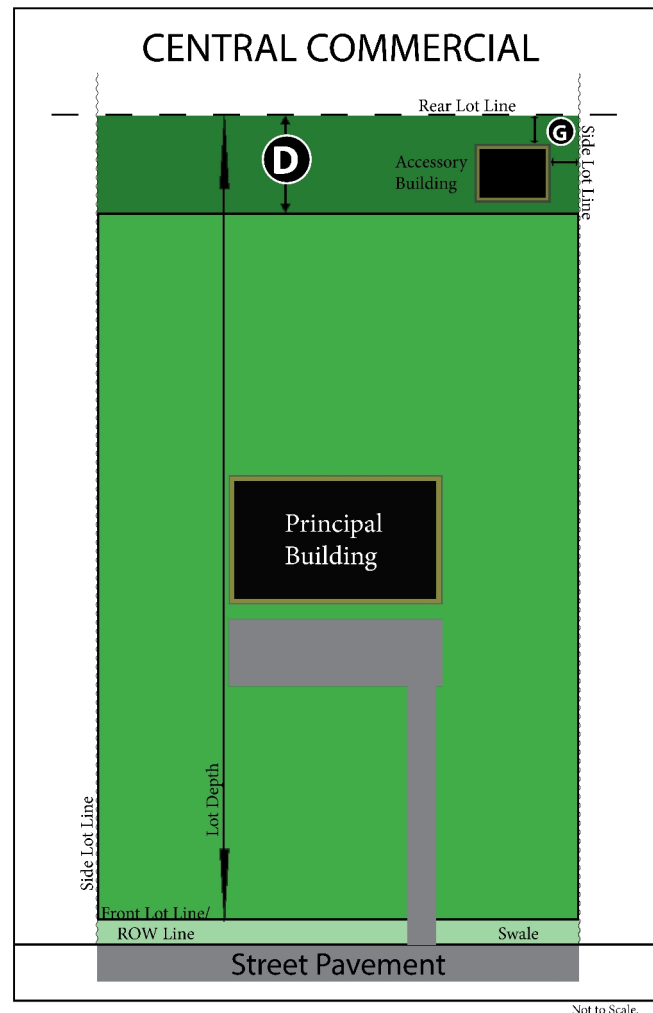 CENTRAL COMMERCIAL
Rear Lot Line
D
G
Accessory
Building
Side Lot Line
Principal
Building
Lot Depth
Side Lot Line
Front Lot Line/
ROW Line
Swale
Street Pavement
Not to Scale.